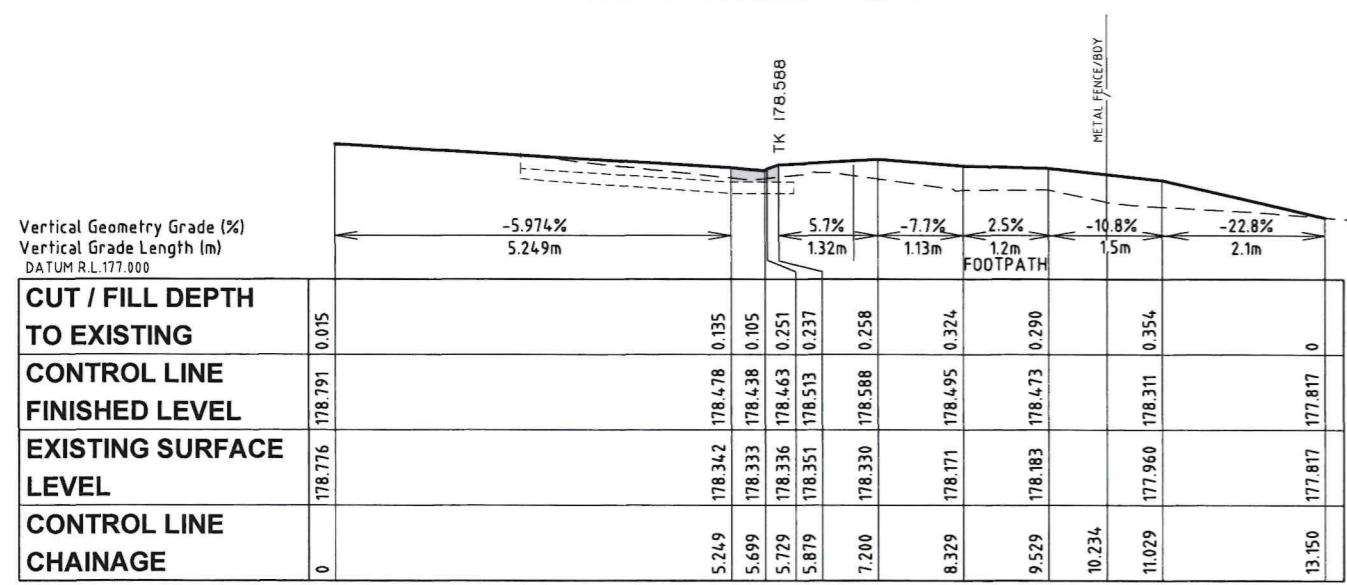 TK 178.588
METAL FENCE/BDY
Vertical Geometry Grade (%)
-5.974%
5.7%
-7.7%
2.5%
-10.8%
-22.8%
Vertical Grade Length (m)
5.249m
1.32m
1.13m
1.2m
1.5m
2.1m
DATUM R.L.177.000
FOOTPATH
CUT / FILL DEPTH
TO EXISTING
0.015
0.135
0.105
0.251
0.237
0.258
0.324
0.290
0.354
0
CONTROL LINE
FINISHED LEVEL
178.791
178.478
178.438
178.463
178.513
178.588
178.495
178.473
178.311
177.817
EXISTING SURFACE
LEVEL
178.776
178.342
178.333
178.336
178.351
178.330
178.171
178.183
177.960
177.817
CONTROL LINE
CHAINAGE
0
5.249
5.699
5.729
5.879
7.200
8.329
9.529
10.234
11.029
13.150